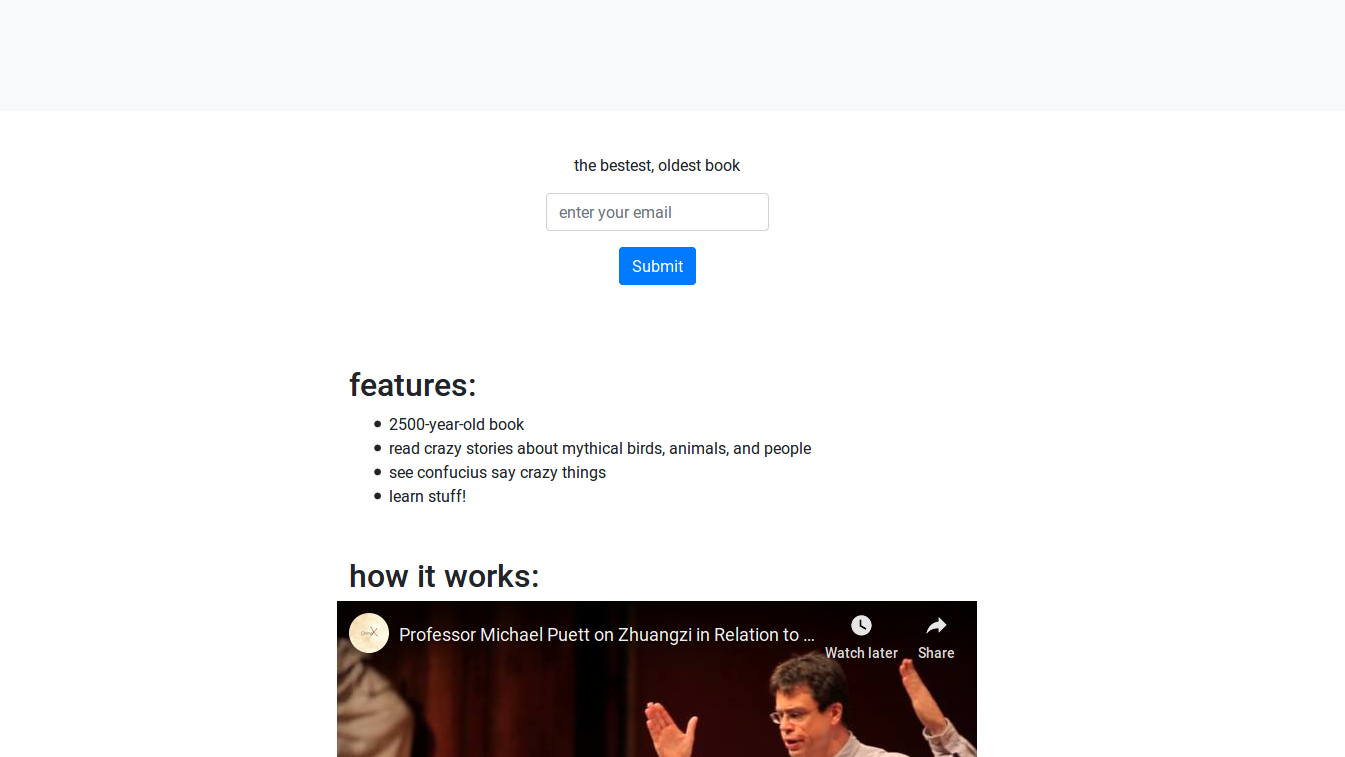 the bestest, oldest book
enter your email
Submit
features:
2500-year-old book
read crazy stories about mythical birds, animals, and people
see confucius say crazy things
learn stuff!
how it works:
Professor Michael Puett on Zhuangzi in Relation to ...
Watch later
Share